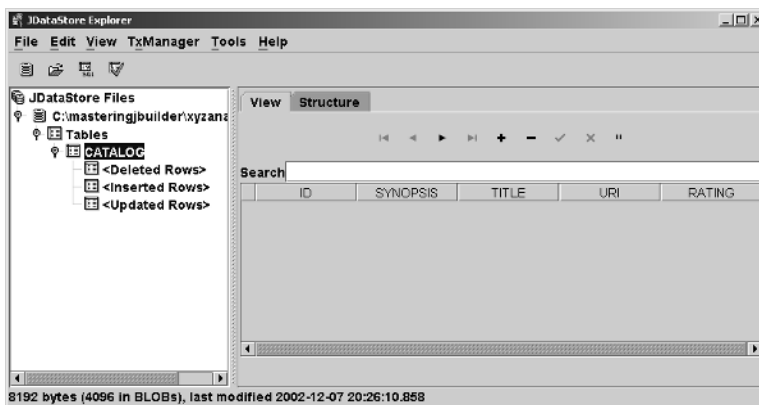 JDataStore Explorer
File Edit View TxManager Tools Help
JDataStore Files
C:\masteringjbuilder\xyzana
Tables
CATALOG
<Deleted Rows>
<Inserted Rows>
<Updated Rows>
View Structure
Search
ID SYNOPSIS TITLE URI RATING
8192 bytes (4096 in BLOBs), last modified 2002-12-07 20:26:10.858